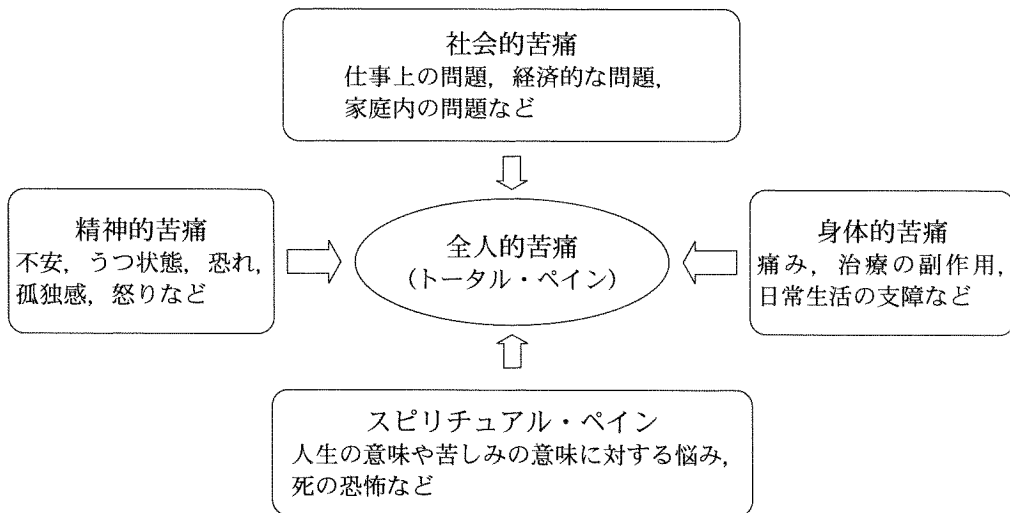 社会的苦痛
仕事上の問題，経済的な問題，
家庭内の問題など
精神的苦痛
不安，うつ状態，恐れ，
孤独感，怒りなど
全人的苦痛
（トータル・ペイン）
身体的苦痛
痛み，治療の副作用，
日常生活の支障など
スピリチュアル・ペイン
人生の意味や苦しみの意味に対する悩み，
死の恐怖など